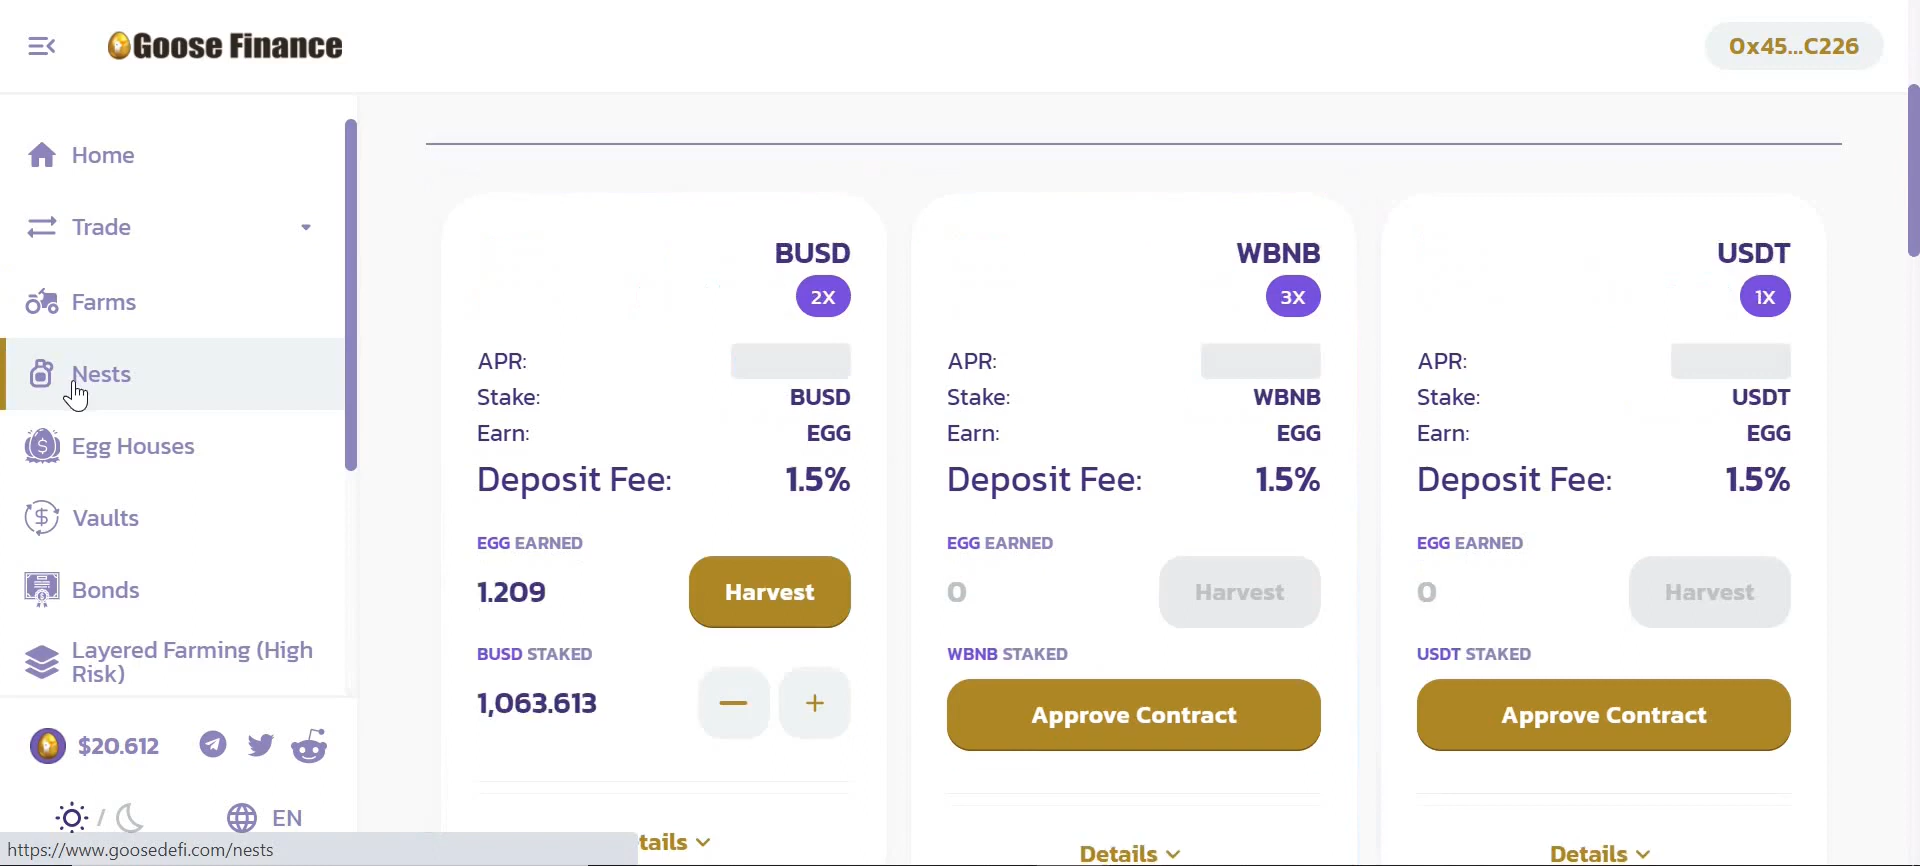 Goose Finance
0x45...C226
Home
Trade
Farms
Nests
Egg Houses
Vaults
Bonds
Layered Farming (High
Risk)
$20.612
/
EN
https://www.goosedefi.com/nests
BUSD
2X
APR:
Stake: BUSD
Earn: EGG
Deposit Fee: 1.5%
EGG EARNED
1.209 Harvest
BUSD STAKED
1,063.613 — +
tails
WBNB
3X
APR:
Stake: WBNB
Earn: EGG
Deposit Fee: 1.5%
EGG EARNED
0 Harvest
WBNB STAKED
Approve Contract
Details
USDT
1X
APR:
Stake: USDT
Earn: EGG
Deposit Fee: 1.5%
EGG EARNED
0 Harvest
USDT STAKED
Approve Contract
Details